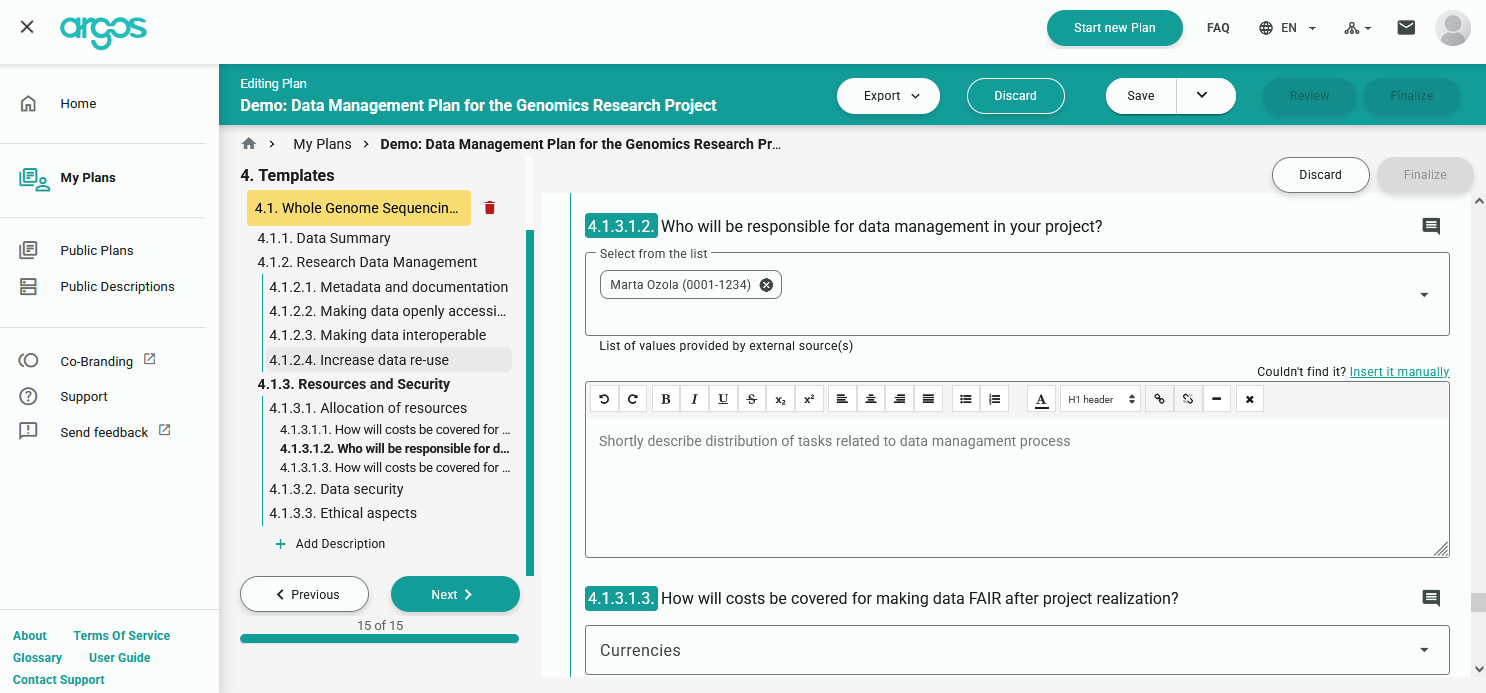 argos
Start new Plan
FAQ
EN
Editing Plan
Demo: Data Management Plan for the Genomics Research Project
Export
Discard
Save
Review
Finalize
Home
My Plans
Public Plans
Public Descriptions
Co-Branding
Support
Send feedback
About Terms Of Service
Glossary User Guide
Contact Support
My Plans
Demo: Data Management Plan for the Genomics Research Pr...
4. Templates
4.1. Whole Genome Sequencin...
4.1.1. Data Summary
4.1.2. Research Data Management
4.1.2.1. Metadata and documentation
4.1.2.2. Making data openly accessi...
4.1.2.3. Making data interoperable
4.1.2.4. Increase data re-use
4.1.3. Resources and Security
4.1.3.1. Allocation of resources
4.1.3.1.1. How will costs be covered for ...
4.1.3.1.2. Who will be responsible for d...
4.1.3.1.3. How will costs be covered for ...
4.1.3.2. Data security
4.1.3.3. Ethical aspects
Add Description
Previous
Next
15 of 15
Discard
Finalize
4.1.3.1.2. Who will be responsible for data management in your project?
Select from the list
Marta Ozola (0001-1234)
List of values provided by external source(s)
Couldn't find it? Insert it manually
B I U S x₂ x²
A
H1 header
Shortly describe distribution of tasks related to data managament process
4.1.3.1.3. How will costs be covered for making data FAIR after project realization?
Currencies